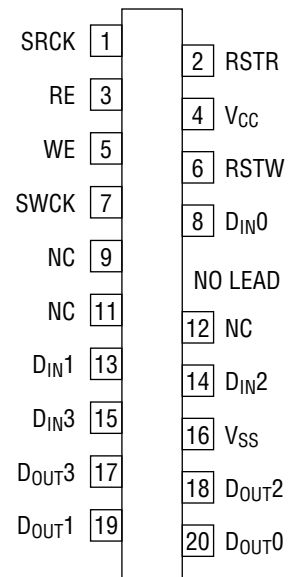 SRCK 1
2 RSTR
RE 3
4 VCC
WE 5
6 RSTW
SWCK 7
8 DIN0
NC 9
NO LEAD
NC 11
12 NC
DIN1 13
14 DIN2
DIN3 15
16 VSS
DOUT3 17
18 DOUT2
DOUT1 19
20 DOUT0